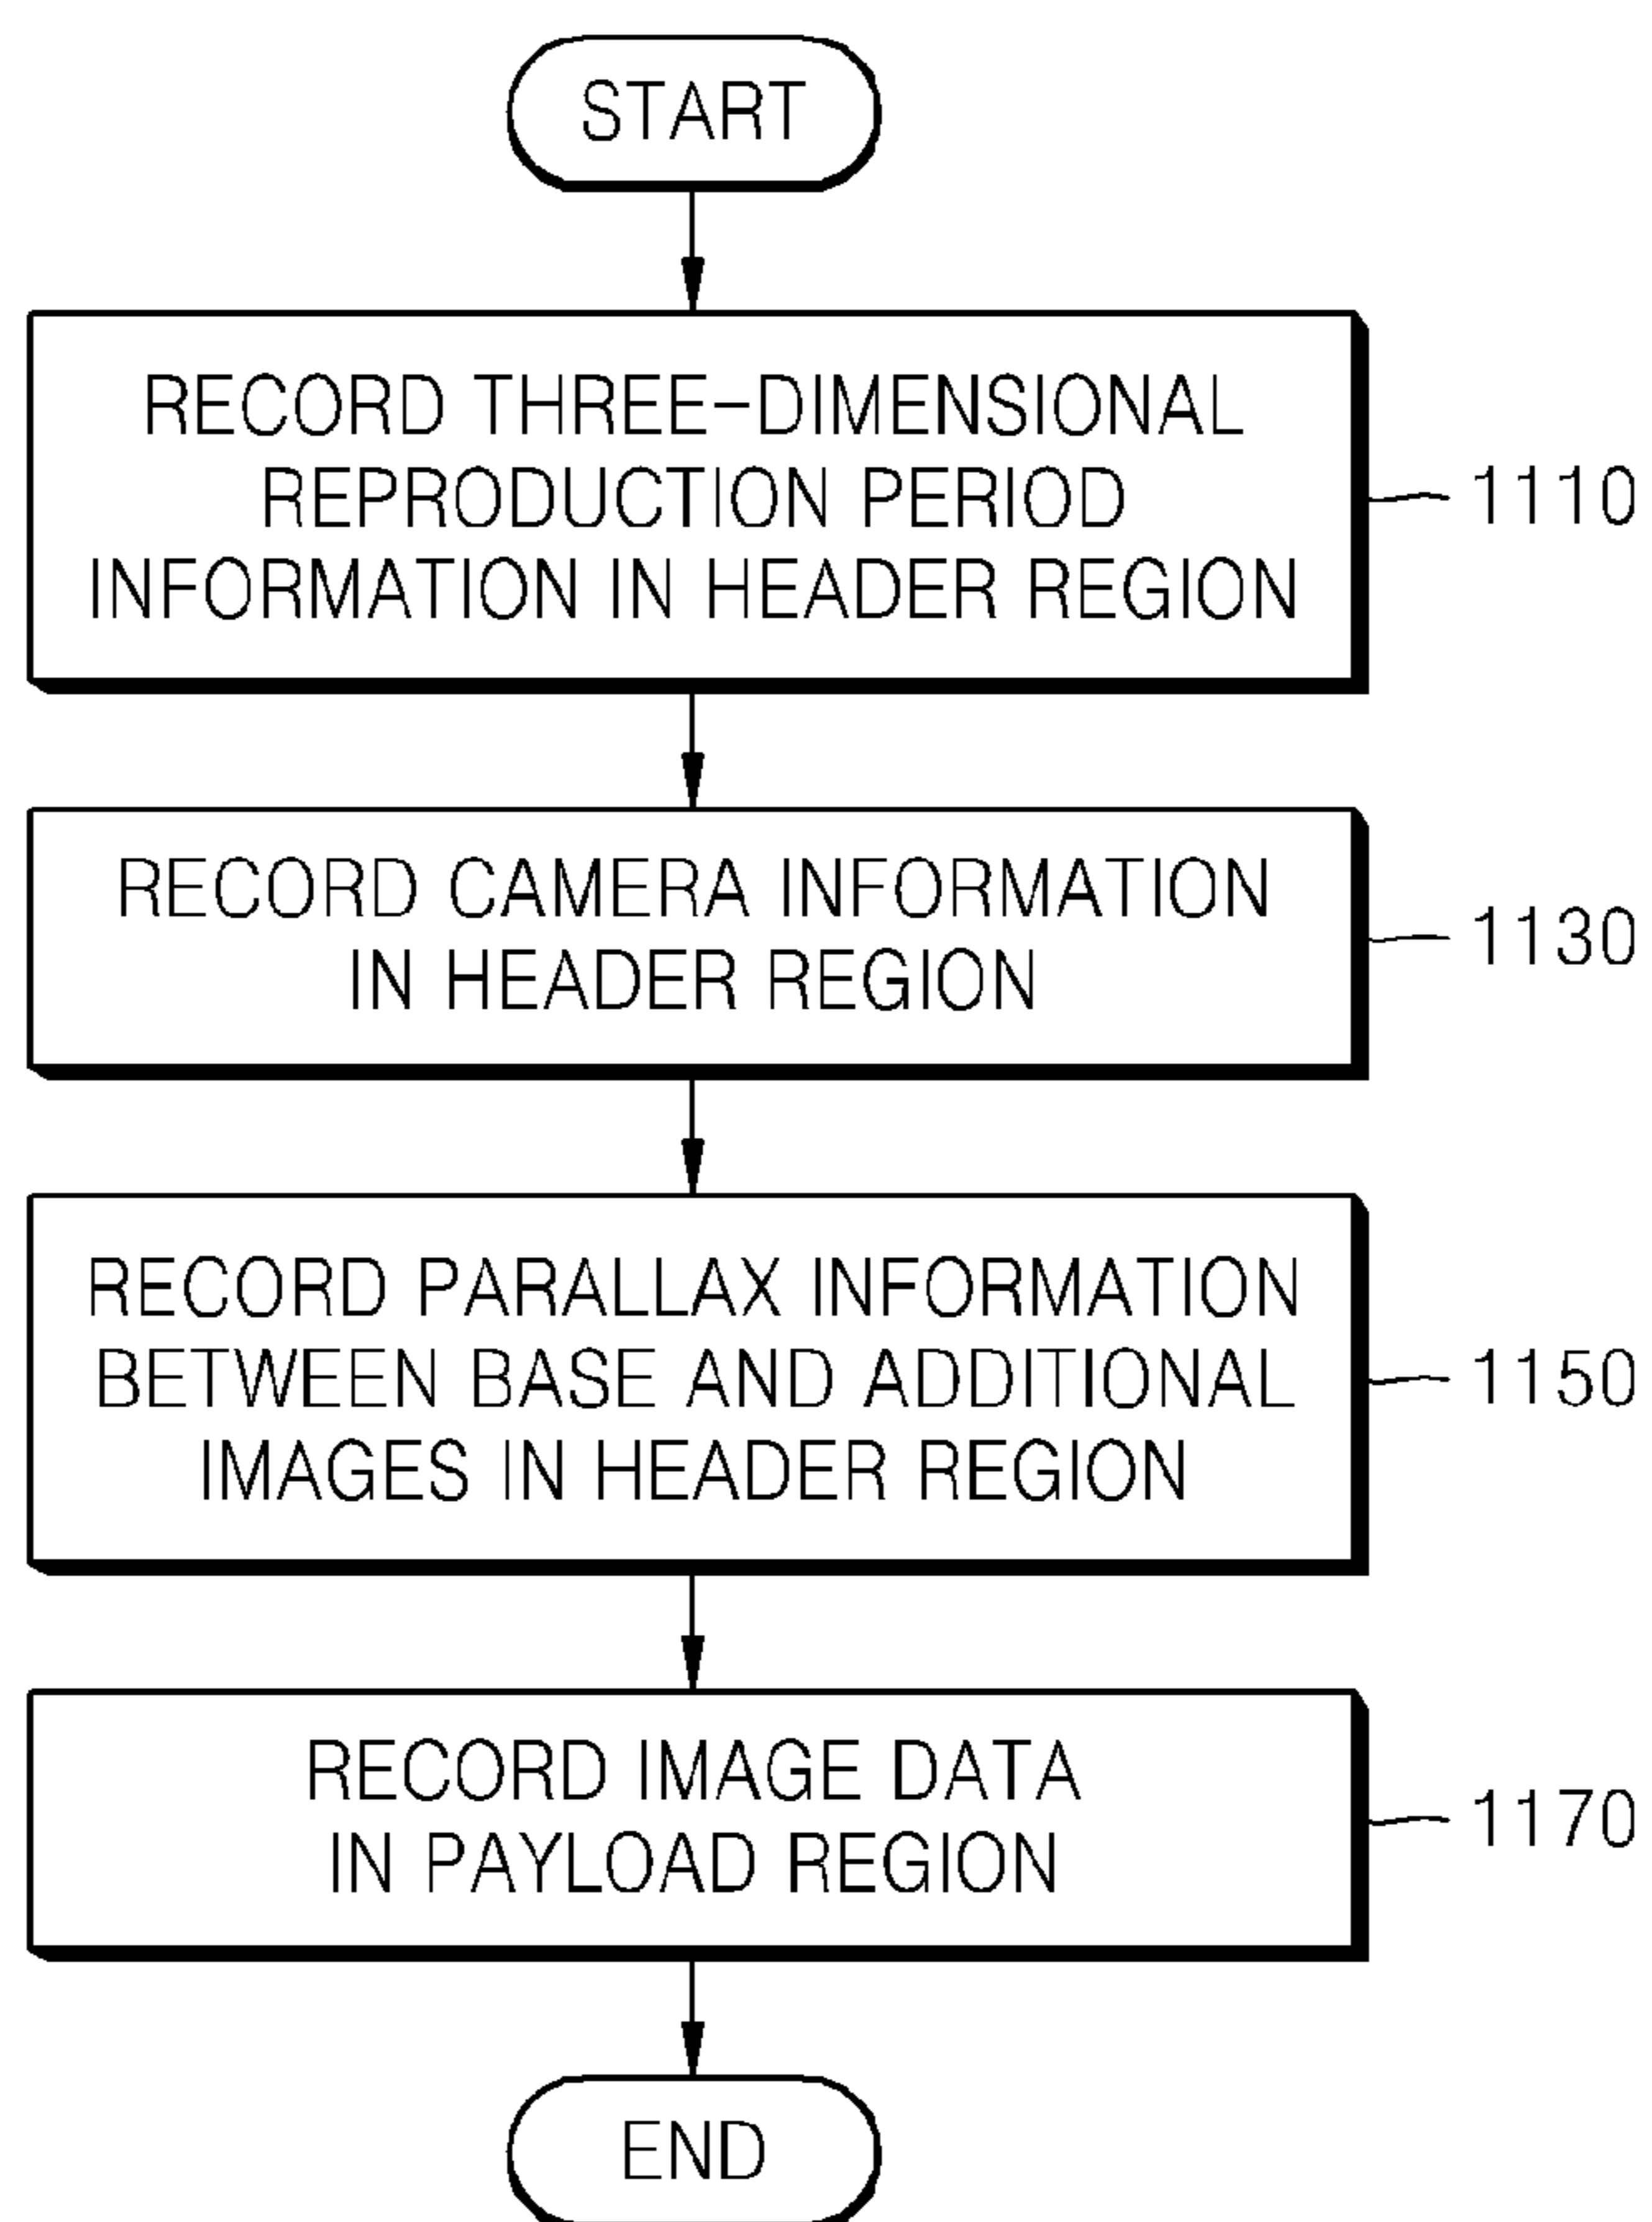 START
RECORD THREE-DIMENSIONAL
REPRODUCTION PERIOD
INFORMATION IN HEADER REGION
1110
RECORD CAMERA INFORMATION
IN HEADER REGION
1130
RECORD PARALLAX INFORMATION
BETWEEN BASE AND ADDITIONAL
IMAGES IN HEADER REGION
1150
RECORD IMAGE DATA
IN PAYLOAD REGION
1170
END